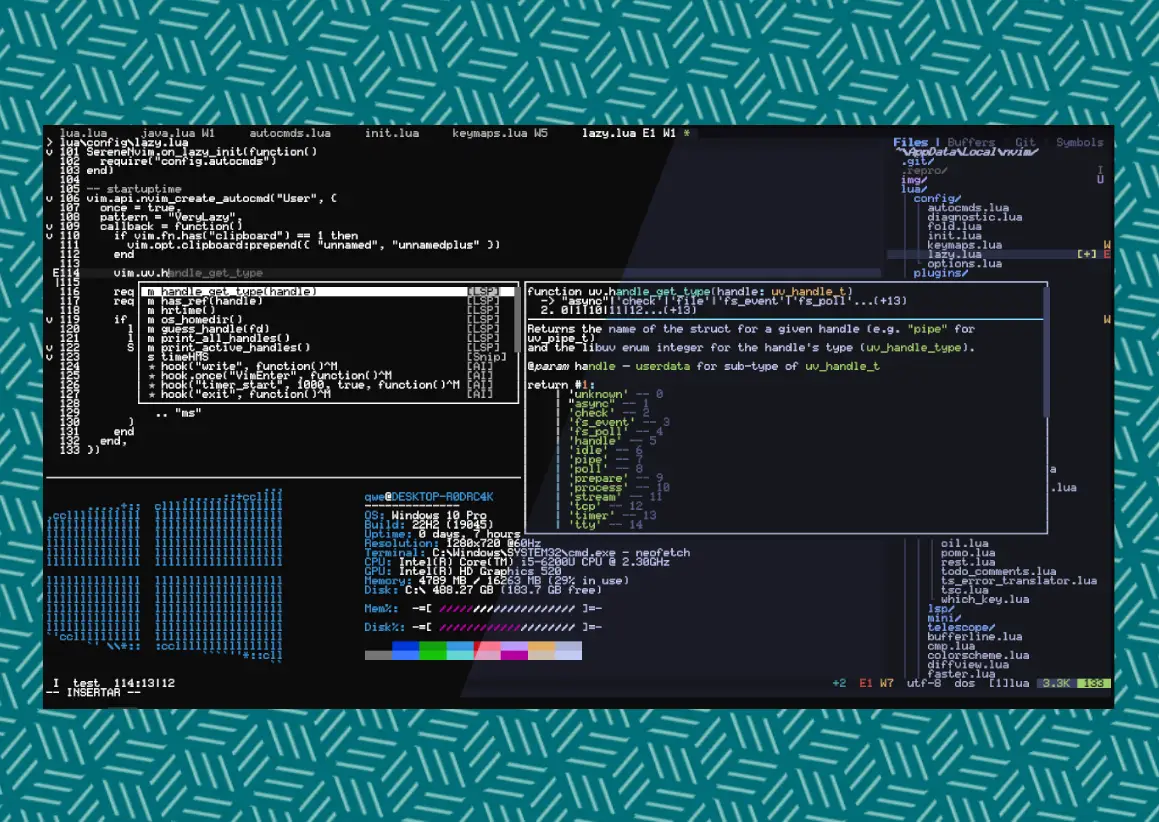 lua.lua java.lua W1 autocmds.lua init.lua keymaps.lua W5 lazy.lua E1 W1 *
> lua\config\lazy.lua
v 101 SereneNvim.on_lazy_init(function()
102 require("config.autocmds")
103 end)
104
105 -- startuptime
v 106 vim.api.nvim_create_autocmd("User", {
107 once = true,
108 pattern = "VeryLazy",
v 109 callback = function()
v 110 if vim.fn.has("clipboard") == 1 then
111 vim.opt.clipboard:prepend({ "unnamed", "unnamedplus" })
112 end
E114 vim.uv.handle_get_type
115
116 req
117 req
118
v 119 if
120 l
121 l
v 122 S
v 123
124
125
126
127
128
129 .. "ms"
130 )
131 end
132 end,
133 })
m handle_get_type(handle) [LSP]
m has_ref(handle) [LSP]
m hrtime() [LSP]
m os_homedir() [LSP]
m guess_handle(fd) [LSP]
m print_all_handles() [LSP]
m print_active_handles() [LSP]
s timeHMS [Snip]
* hook("write", function()^M [AI]
* hook.once("VimEnter", function()^M [AI]
* hook("timer_start", 1000, true, function()^M [AI]
* hook("exit", function()^M [AI]
function uv.handle_get_type(handle: uv_handle_t)
-> "async"|'check'|'file'|'fs_event'|'fs_poll'...(+13)
2. 0|1|10|11|12...(+13)
Returns the name of the struct for a given handle (e.g. "pipe" for
uv_pipe_t)
and the libuv enum integer for the handle's type (uv_handle_type).
@param handle — userdata for sub-type of uv_handle_t
return #1:
| 'unknown' -- 0
| "async" -- 1
| 'check' -- 2
| 'fs_event' -- 3
| 'fs_poll' -- 4
| 'handle' -- 5
| 'idle' -- 6
| 'pipe' -- 7
| 'poll' -- 8
| 'prepare' -- 9
| 'process' -- 10
| 'stream' -- 11
| 'tcp' -- 12
| 'timer' -- 13
| 'tty' -- 14
Files | Buffers Git Symbols
~\AppData\Local\nvim/
.git/
.repro/ I
img/ U
lua/
config/
autocmds.lua
diagnostic.lua
fold.lua
init.lua
keymaps.lua W
lazy.lua [+] E
options.lua
plugins/
W
a
.lua
oil.lua
pomo.lua
rest.lua
todo_comments.lua
ts_error_translator.lua
tsc.lua
which_key.lua
lsp/
mini/
telescope/
bufferline.lua
cmp.lua
colorscheme.lua
diffview.lua
faster.lua
qwe@DESKTOP-R0DRC4K
---------------
OS: Windows 10 Pro
Build: 22H2 (19045)
Uptime: 0 days, 7 hours
Resolution: 1280x720 @60Hz
Terminal: C:\Windows\SYSTEM32\cmd.exe - neofetch
CPU: Intel(R) Core(TM) i5-6200U CPU @ 2.30GHz
GPU: Intel(R) HD Graphics 520
Memory: 4789 MB / 16263 MB (29% in use)
Disk: C:\ 488.27 GB (183.7 GB free)
Mem%: -=[ //////////////////// ]=-
Disk%: -=[ //////////////////// ]=-
I test 114:13|12 +2 E1 W7 utf-8 dos [1]lua 3.3K 133
-- INSERTAR --